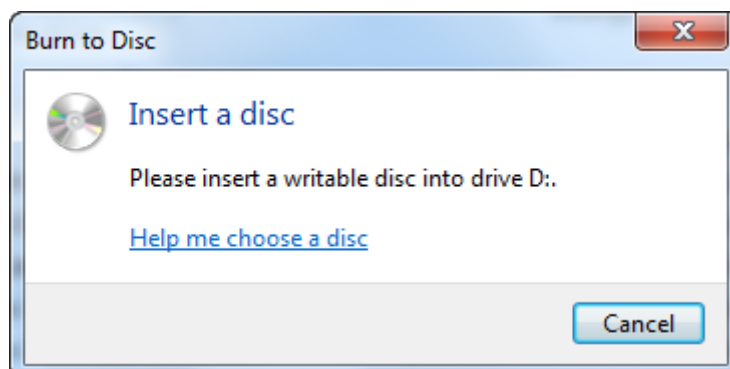 Burn to Disc
Insert a disc
Please insert a writable disc into drive D:.
Help me choose a disc
Cancel